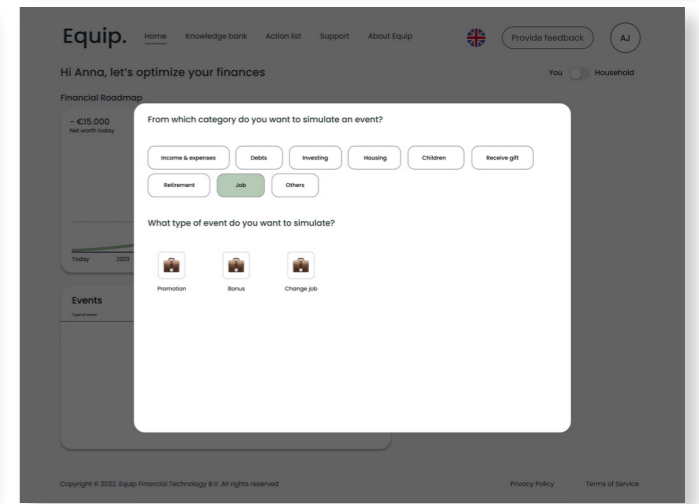 Equip. Home Knowledge bank Action list Support About Equip Provide feedback AJ
Hi Anna, let's optimize your finances You Household
Financial Roadmap
- €15.000
Net worth today
From which category do you want to simulate an event?
Income & expenses Debts Investing Housing Children Receive gift
Retirement Job Others
What type of event do you want to simulate?
Promotion Bonus Change job
Today 2023
Events
Type of event
Copyright © 2022. Equip Financial Technology B.V. All rights reserved Privacy Policy Terms of Service